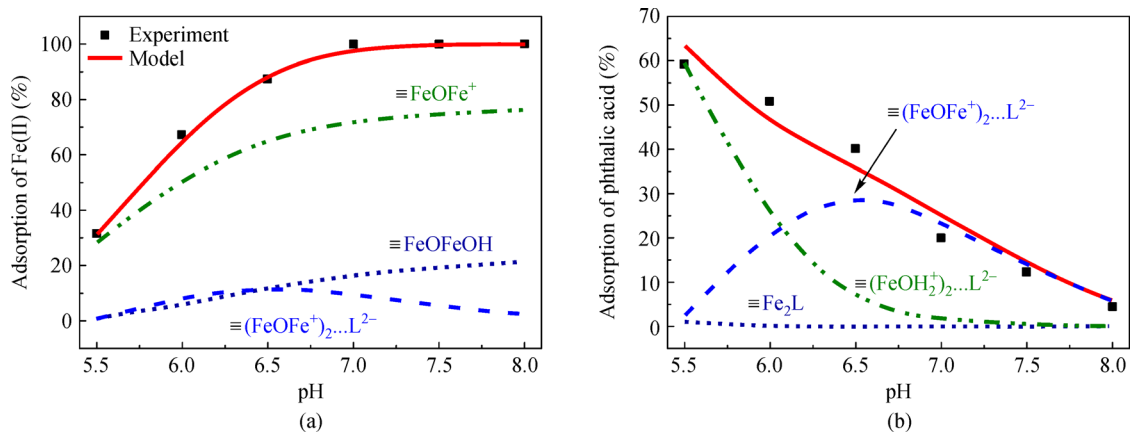 (a)
Adsorption of Fe(II) (%)
100
80
60
40
20
0
Experiment
Model
≡FeOFe⁺
≡FeOFeOH
≡(FeOFe⁺)₂...L²⁻
5.5 6.0 6.5 7.0 7.5 8.0
pH
(a)
(b)
Adsorption of phthalic acid (%)
70
60
50
40
30
20
10
0
≡(FeOFe⁺)₂...L²⁻
≡(FeOH₂⁺)₂...L²⁻
≡Fe₂L
5.5 6.0 6.5 7.0 7.5 8.0
pH
(b)